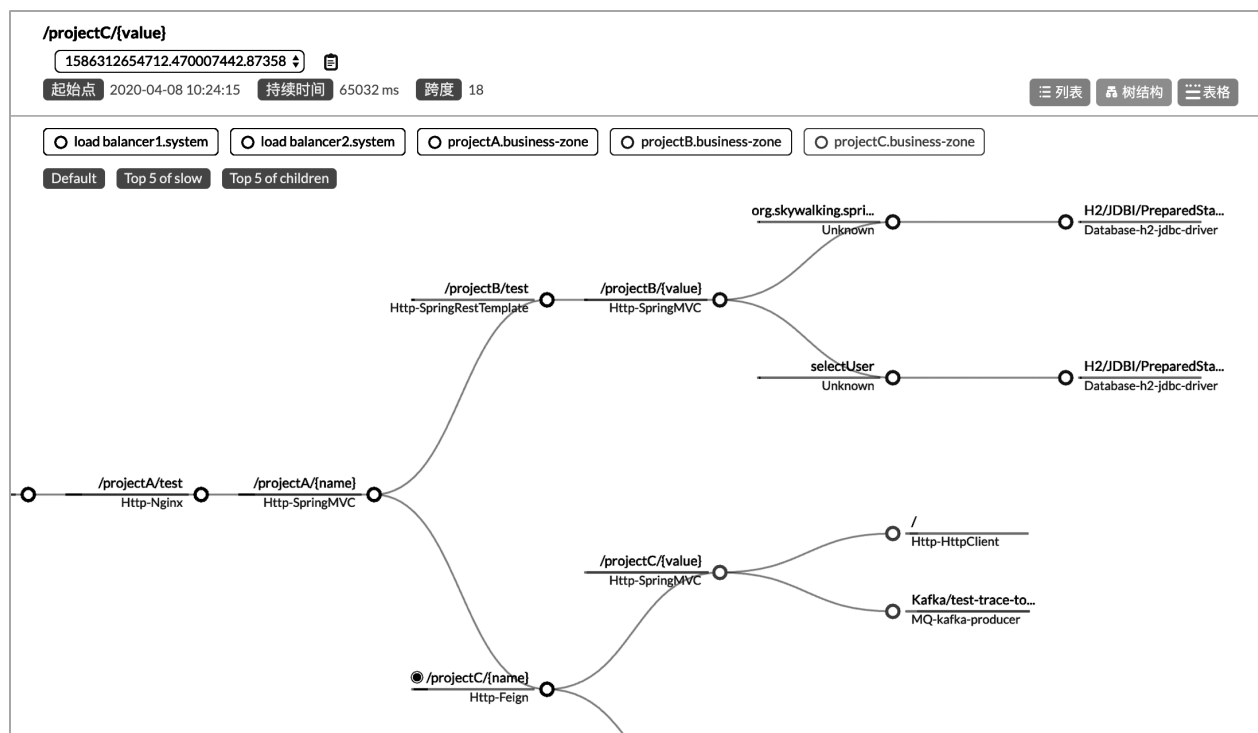 /projectC/{value}
1586312654712.470007442.87358
起始点 2020-04-08 10:24:15 持续时间 65032 ms 跨度 18
列表 树结构 表格
load balancer1.system load balancer2.system projectA.business-zone projectB.business-zone projectC.business-zone
Default Top 5 of slow Top 5 of children
org.skywalking.spri...
Unknown
H2/JDBI/PreparedSta...
Database-h2-jdbc-driver
/projectB/test
Http-SpringRestTemplate
/projectB/{value}
Http-SpringMVC
selectUser
Unknown
H2/JDBI/PreparedSta...
Database-h2-jdbc-driver
/projectA/test
Http-Nginx
/projectA/{name}
Http-SpringMVC
/
Http-HttpClient
/projectC/{value}
Http-SpringMVC
Kafka/test-trace-to...
MQ-kafka-producer
/projectC/{name}
Http-Feign